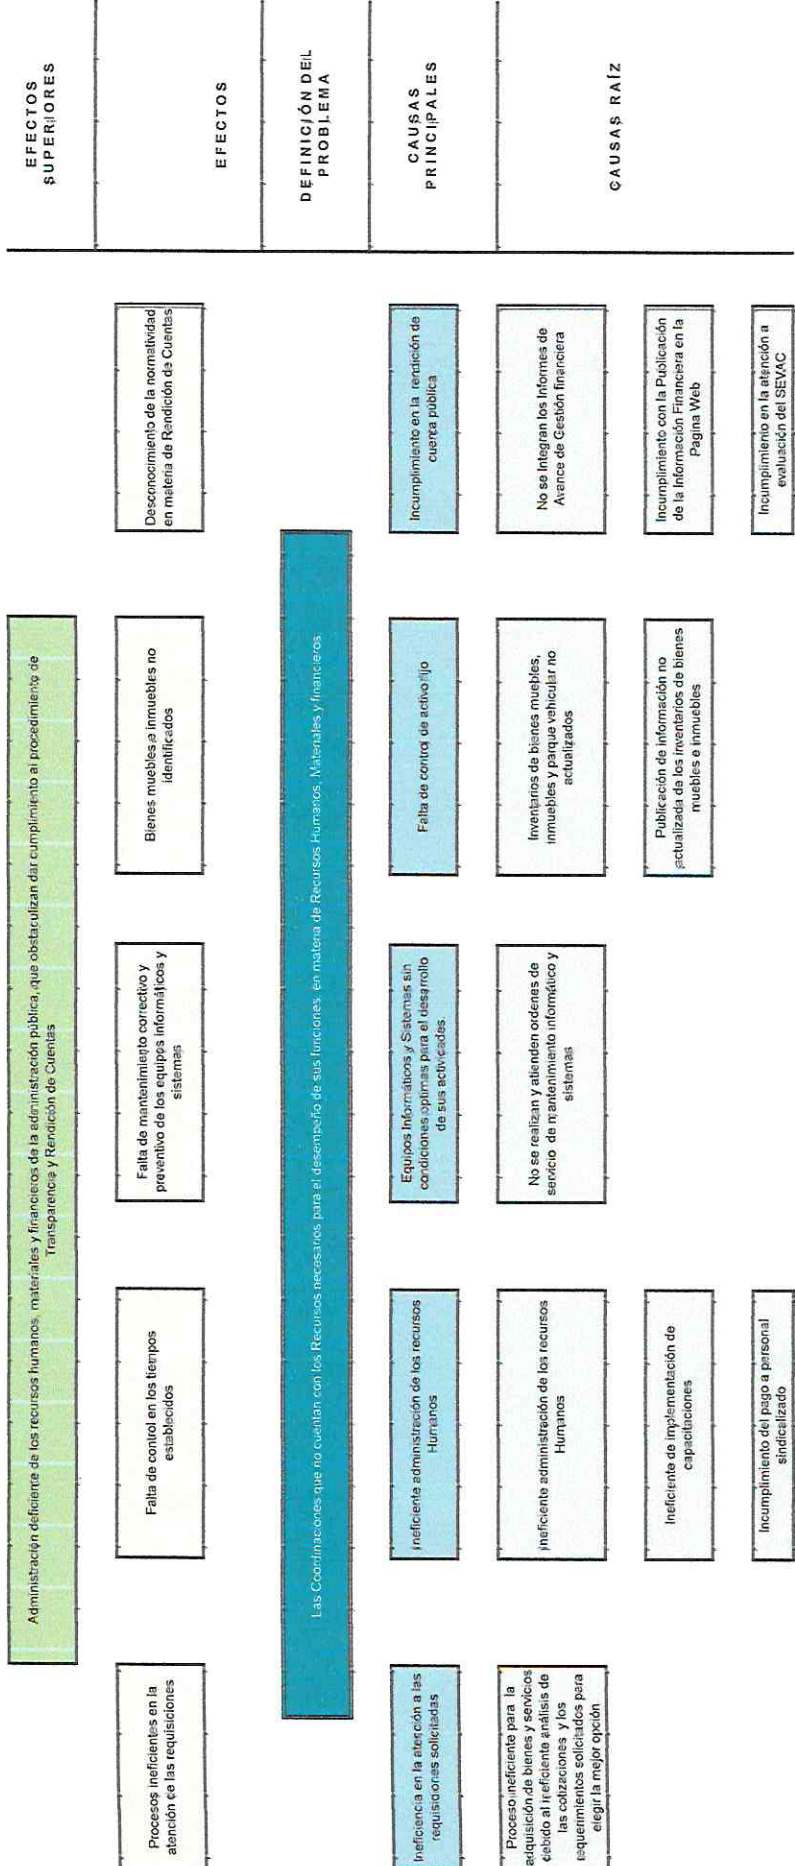 EFECTOS
SUPERIORES
Administración deficiente de los recursos humanos, materiales y financieros de la administración pública, que obstaculizan dar cumplimiento al procedimiento de
Transparencia y Rendición de Cuentas
EFECTOS
Procesos ineficientes en la
atención de las requisiciones
Falta de control en los tiempos
establecidos
Falta de mantenimiento correctivo y
preventivo de los equipos informáticos y
sistemas
Bienes muebles e inmuebles no
identificados
Desconocimiento de la normatividad
en materia de Rendición de Cuentas
DEFINICIÓN DEL
PROBLEMA
Las Coordinaciones que no cuentan con los Recursos necesarios para el desempeño de sus funciones, en materia de Recursos Humanos, Materiales y financieros.
CAUSAS
PRINCIPALES
Ineficiencia en la atención a las
requisiciones solicitadas
ineficiente administración de los recursos
Humanos
Equipos Informáticos y Sistemas sin
condiciones optimas para el desarrollo
de sus actividades.
Falta de control de activo fijo
Incumplimiento en la rendición de
cuenta pública
CAUSAS RAÍZ
Proceso ineficiente para la
adquisición de bienes y servicios
debido al ineficiente análisis de
las cotizaciones y los
requerimientos solicitados para
elegir la mejor opción
ineficiente administración de los recursos
Humanos
No se realizan y atienden ordenes de
servicio de mantenimiento informático y
sistemas
Inventarios de bienes muebles,
inmuebles y parque vehicular no
actualizados
No se Integran los Informes de
Avance de Gestión financiera
Ineficiente de implementación de
capacitaciones
Publicación de información no
actualizada de los inventarios de bienes
muebles e inmuebles
Incumplimiento con la Publicación
de la Información Financiera en la
Pagina Web
Incumplimiento del pago a personal
sindicalizado
Incumplimiento en la atención a
evaluación del SEVAC